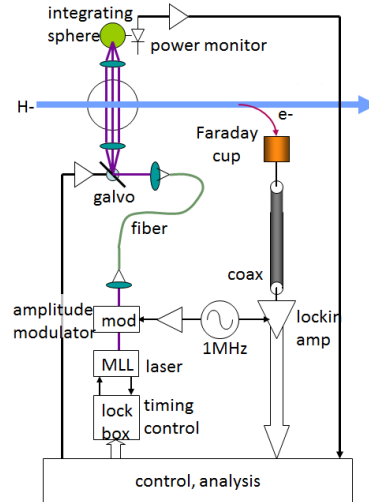 integrating
sphere
power monitor
H-
e-
Faraday
cup
galvo
fiber
coax
amplitude
modulator
mod
1MHz
lockin
amp
MLL
laser
lock
box
timing
control
control, analysis